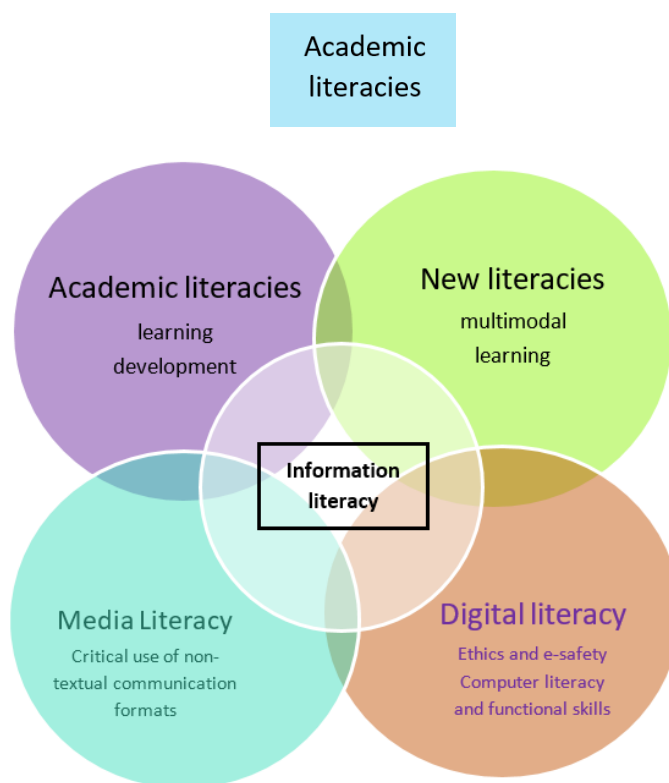 Academic
literacies
Academic literacies
learning
development
New literacies
multimodal
learning
Information
literacy
Media Literacy
Critical use of non-
textual communication
formats
Digital literacy
Ethics and e-safety
Computer literacy
and functional skills